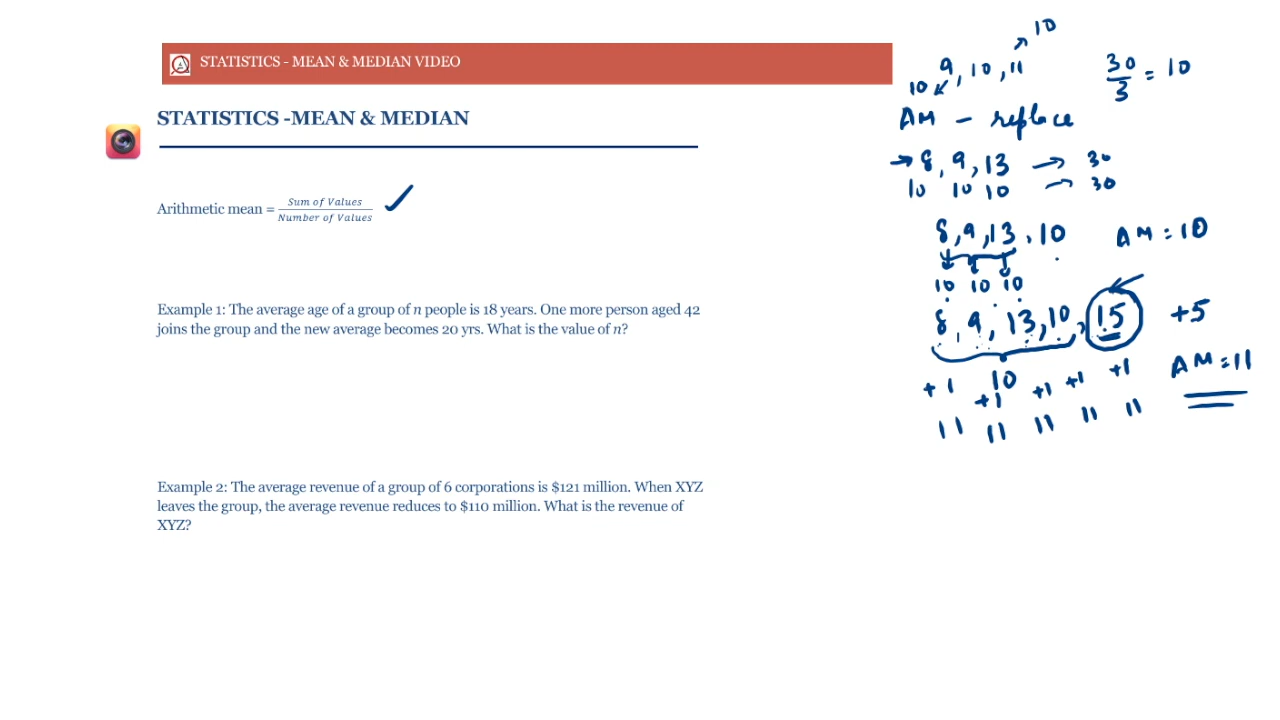 STATISTICS - MEAN & MEDIAN VIDEO
STATISTICS -MEAN & MEDIAN
Arithmetic mean = Sum of Values / Number of Values
Example 1: The average age of a group of n people is 18 years. One more person aged 42
joins the group and the new average becomes 20 yrs. What is the value of n?
Example 2: The average revenue of a group of 6 corporations is $121 million. When XYZ
leaves the group, the average revenue reduces to $110 million. What is the revenue of
XYZ?
10
9, 10, 11
10
30/3 = 10
AM - replace
→ 8, 9, 13 → 30
10 10 10 → 30
8, 9, 13, 10 AM = 10
10 10 10
8, 9, 13, 10, 15 +5
10
+1 +1 +1 +1 +1 AM = 11
11 11 11 11 11